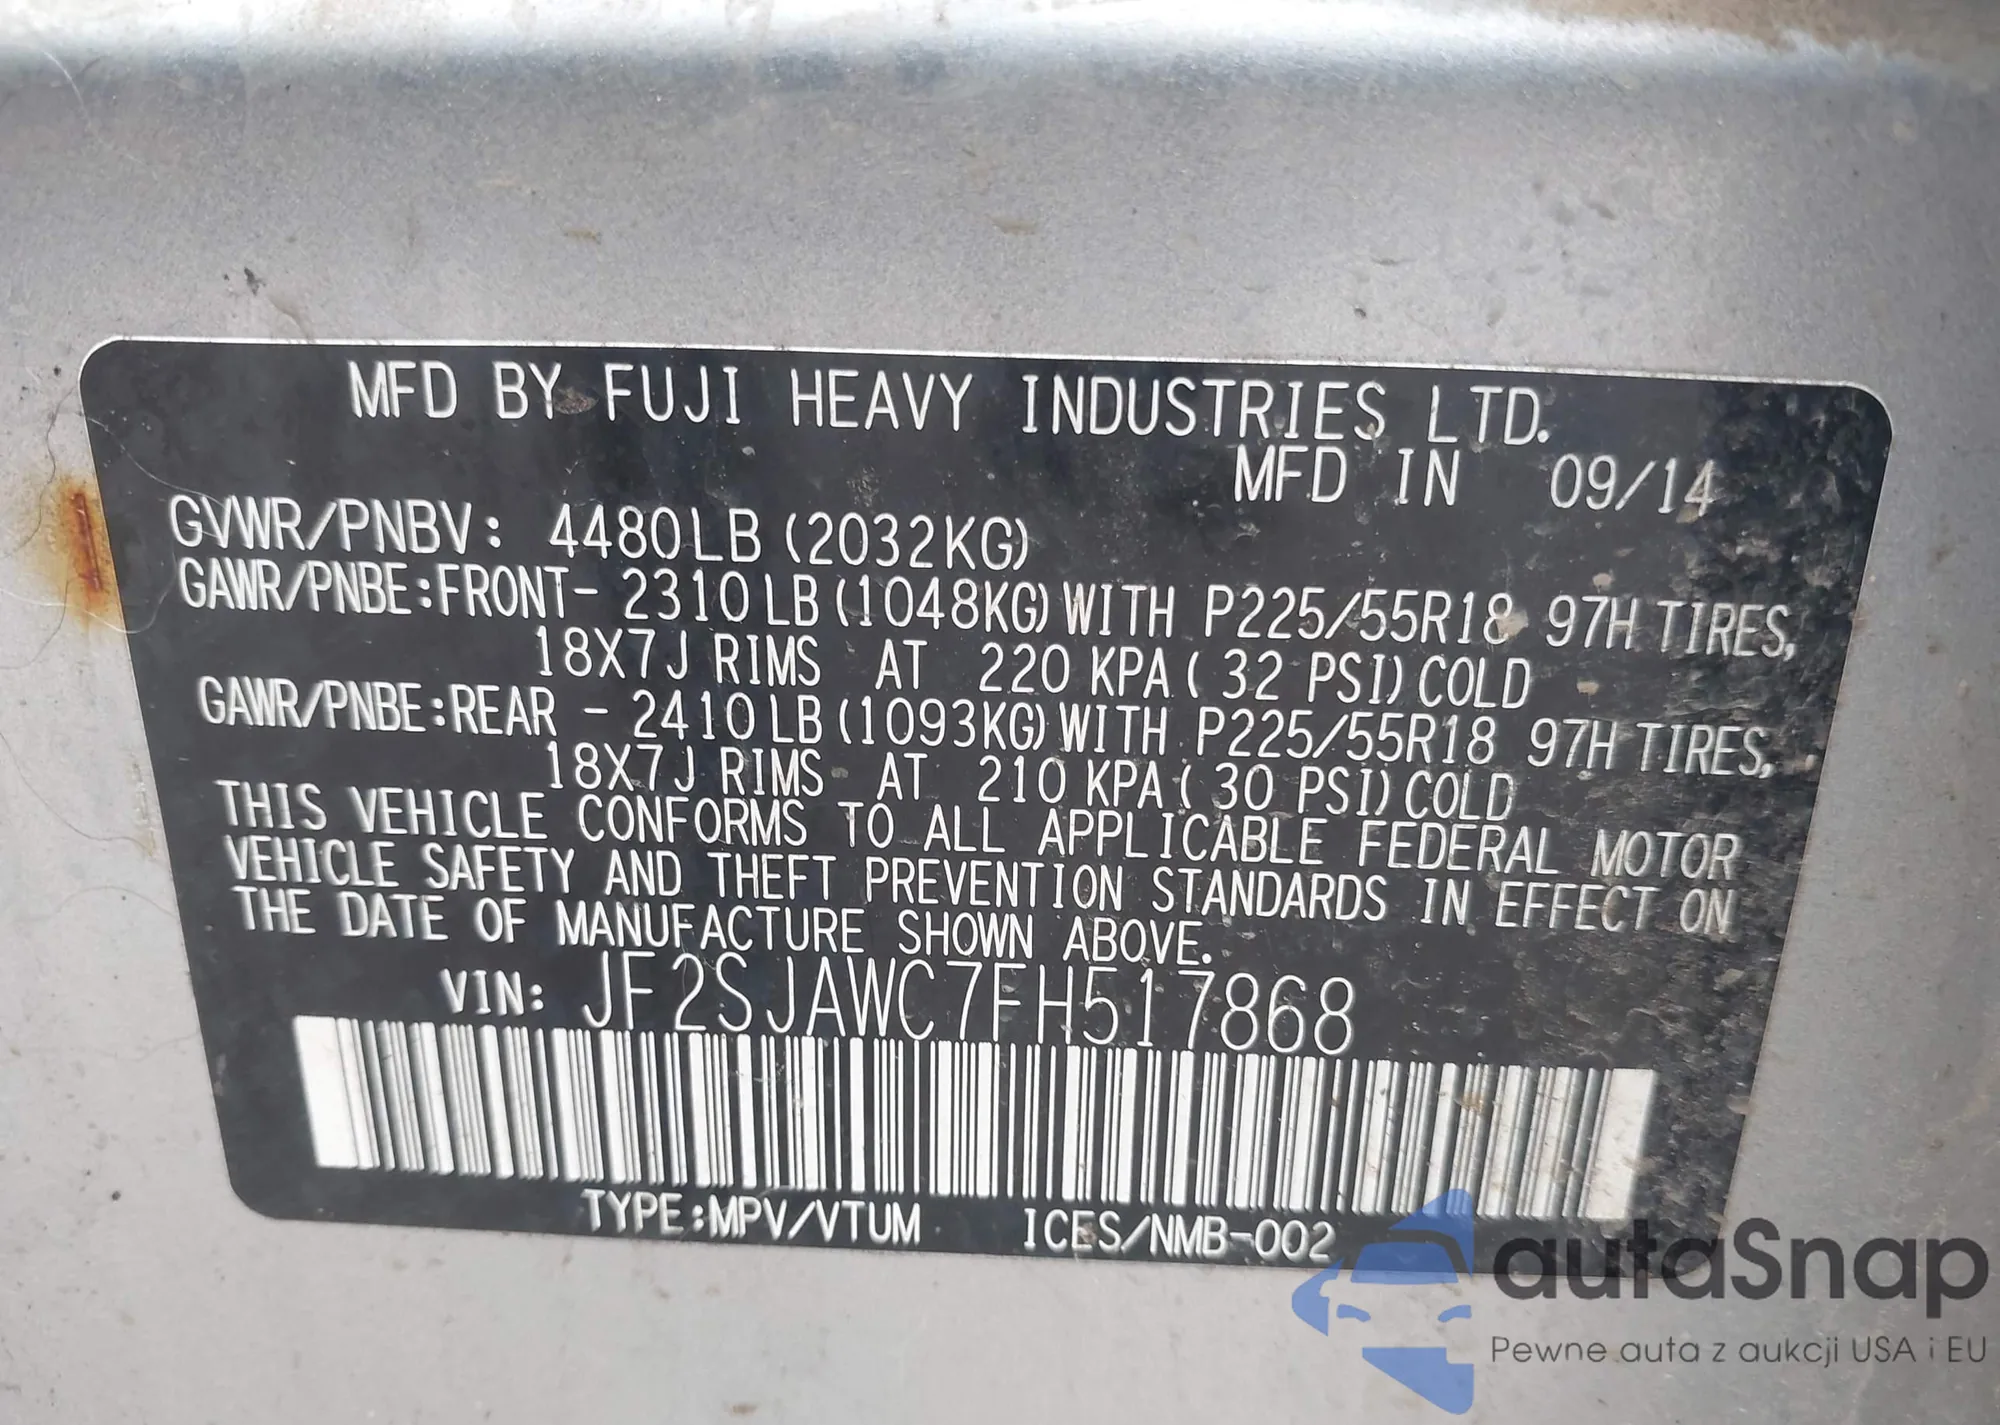 MFD BY FUJI HEAVY INDUSTRIES LTD.
MFD IN 09/14
GVWR/PNBV: 4480LB (2032KG)
GAWR/PNBE:FRONT- 2310LB(1048KG) WITH P225/55R18 97H TIRES,
18X7J RIMS AT 220 KPA ( 32 PSI) COLD
GAWR/PNBE:REAR - 2410LB(1093KG) WITH P225/55R18 97H TIRES,
18X7J RIMS AT 210 KPA ( 30 PSI) COLD
THIS VEHICLE CONFORMS TO ALL APPLICABLE FEDERAL MOTOR
VEHICLE SAFETY AND THEFT PREVENTION STANDARDS IN EFFECT ON
THE DATE OF MANUFACTURE SHOWN ABOVE.
VIN: JF2SJAWC7FH517868
TYPE:MPV/VTUM ICES/NMB-002
autaSnap
Pewne auta z aukcji USA i EU